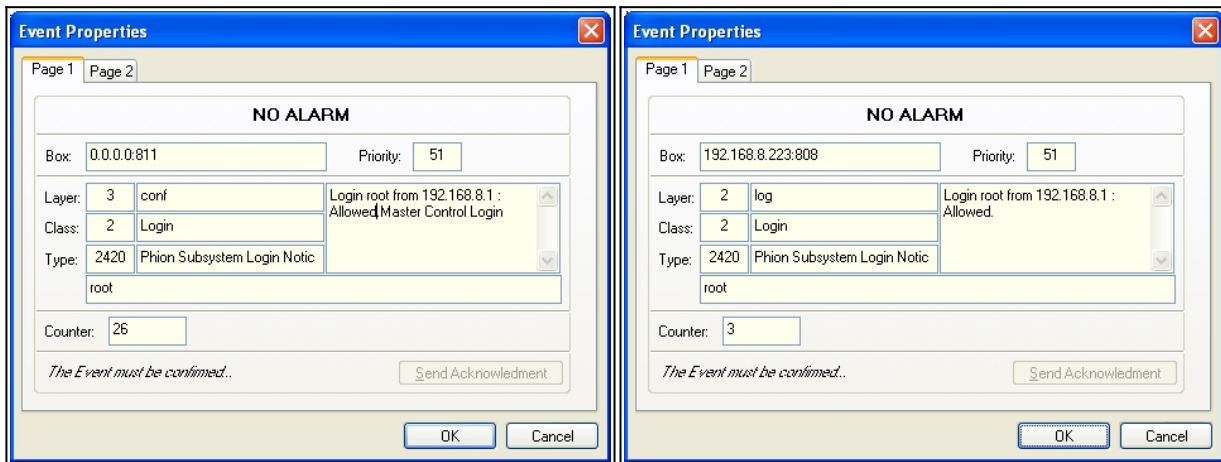 Event Properties
Page 1 Page 2
NO ALARM
Box: 0.0.0.0:811 Priority: 51
Layer: 3 conf
Class: 2 Login
Type: 2420 Phion Subsystem Login Notic
Login root from 192.168.8.1 :
Allowed Master Control Login
root
Counter: 26
The Event must be confirmed...
Send Acknowledment
OK Cancel
Event Properties
Page 1 Page 2
NO ALARM
Box: 192.168.8.223:808 Priority: 51
Layer: 2 log
Class: 2 Login
Type: 2420 Phion Subsystem Login Notic
Login root from 192.168.8.1 :
Allowed.
root
Counter: 3
The Event must be confirmed...
Send Acknowledment
OK Cancel